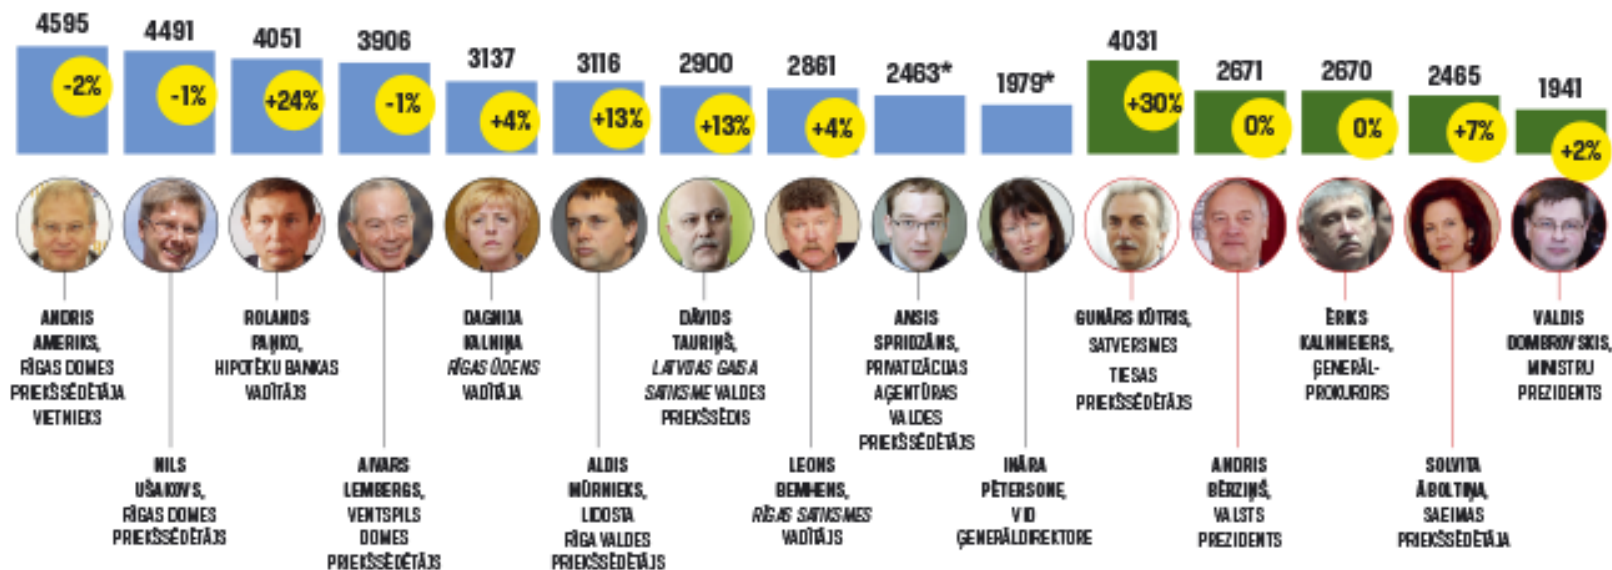 4595
-2%
4491
-1%
4051
+24%
3906
-1%
3137
+4%
3116
+13%
2900
+13%
2861
+4%
2463*
1979*
4031
+30%
2671
0%
2670
0%
2465
+7%
1941
+2%
ANDRIS
AMERIKS,
RĪGAS DOMES
PRIEKŠSĒDĒTĀJA
VIETNIEKS
NILS
UŠAKOVS,
RĪGAS DOMES
PRIEKŠSĒDĒTĀJS
ROLANDS
PAŅKO,
HIPOTĒKU BANKAS
VADĪTĀJS
AIVARS
LEMBERGS,
VENTSPILS
DOMES
PRIEKŠSĒDĒTĀJS
DAGNIJA
KALNIŅA
RĪGAS ŪDENS
VADĪTĀJA
ALDIS
MŪRNIEKS,
LIDOSTA
RĪGA VALDES
PRIEKŠSĒDĒTĀJS
DĀVIDS
TAURIŅŠ,
LATVIJAS GAISA
SATIKSME VALDES
PRIEKŠSĒDIS
LEONS
BEMHENS,
RĪGAS SATIKSMES
VADĪTĀJS
ANSIS
SPRIDZĀNS,
PRIVATIZĀCIJAS
AĢENTŪRAS
VALDES
PRIEKŠSĒDĒTĀJS
INĀRA
PĒTERSONE,
VID
ĢENERĀLDIREKTORE
GUNĀRS KŪTRIS,
SATVERSMES
TIESAS
PRIEKŠSĒDĒTĀJS
ANDRIS
BĒRZIŅŠ,
VALSTS
PREZIDENTS
ĒRIKS
KALNMEIERS,
ĢENERĀL-
PROKURORS
SOLVITA
ĀBOLTIŅA,
SAEIMAS
PRIEKŠSĒDĒTĀJA
VALDIS
DOMBROVSKIS,
MINISTRU
PREZIDENTS